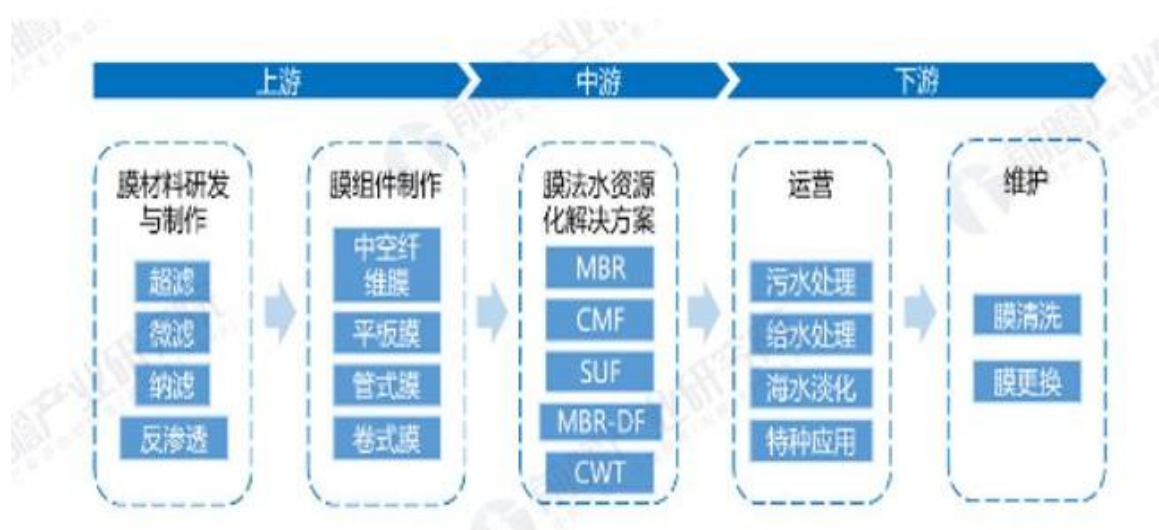 上游
中游
下游
膜材料研发
与制作
超滤
微滤
纳滤
反渗透
膜组件制作
中空纤
维膜
平板膜
管式膜
卷式膜
膜法水资源
化解决方案
MBR
CMF
SUF
MBR-DF
CWT
运营
污水处理
给水处理
海水淡化
特种应用
维护
膜清洗
膜更换